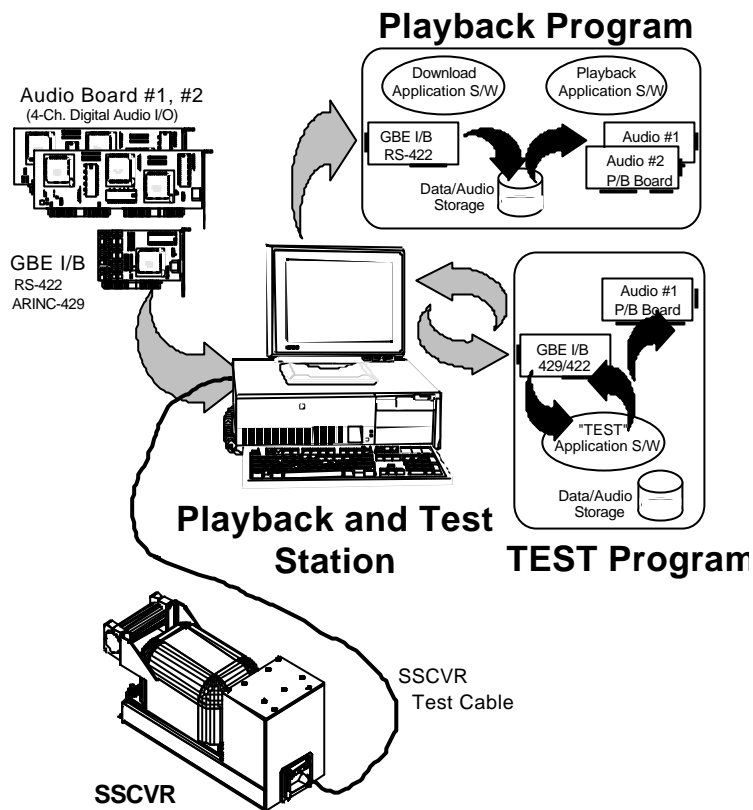 Playback Program
Download
Application S/W
Playback
Application S/W
GBE I/B
RS-422
Audio #1
Audio #2
P/B Board
Data/Audio
Storage
Audio Board #1, #2
(4-Ch. Digital Audio I/O)
GBE I/B
RS-422
ARINC-429
Audio #1
P/B Board
GBE I/B
429/422
"TEST"
Application S/W
Data/Audio
Storage
Playback and Test
Station
TEST Program
SSCVR
Test Cable
SSCVR